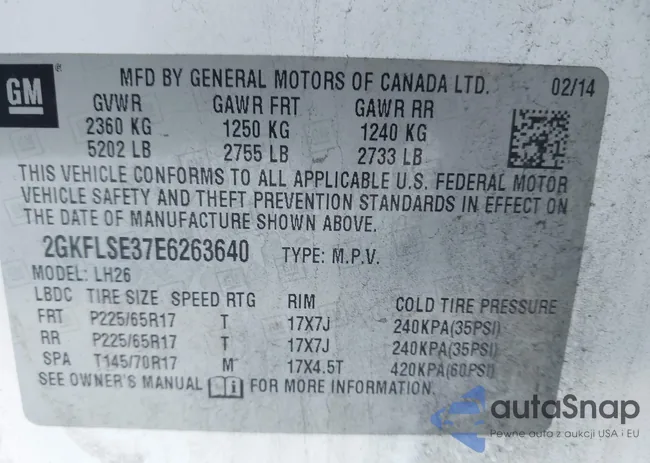 GM ®
MFD BY GENERAL MOTORS OF CANADA LTD. 02/14
GVWR GAWR FRT GAWR RR
2360 KG 1250 KG 1240 KG
5202 LB 2755 LB 2733 LB
THIS VEHICLE CONFORMS TO ALL APPLICABLE U.S. FEDERAL MOTOR
VEHICLE SAFETY AND THEFT PREVENTION STANDARDS IN EFFECT ON
THE DATE OF MANUFACTURE SHOWN ABOVE.
2GKFLSE37E6263640 TYPE: M.P.V.
MODEL: LH26
LBDC TIRE SIZE SPEED RTG RIM COLD TIRE PRESSURE
FRT P225/65R17 T 17X7J 240KPA(35PSI)
RR P225/65R17 T 17X7J 240KPA(35PSI)
SPA T145/70R17 M 17X4.5T 420KPA(60PSI)
SEE OWNER'S MANUAL FOR MORE INFORMATION.
autaSnap
Pewne auta z aukcji USA i EU